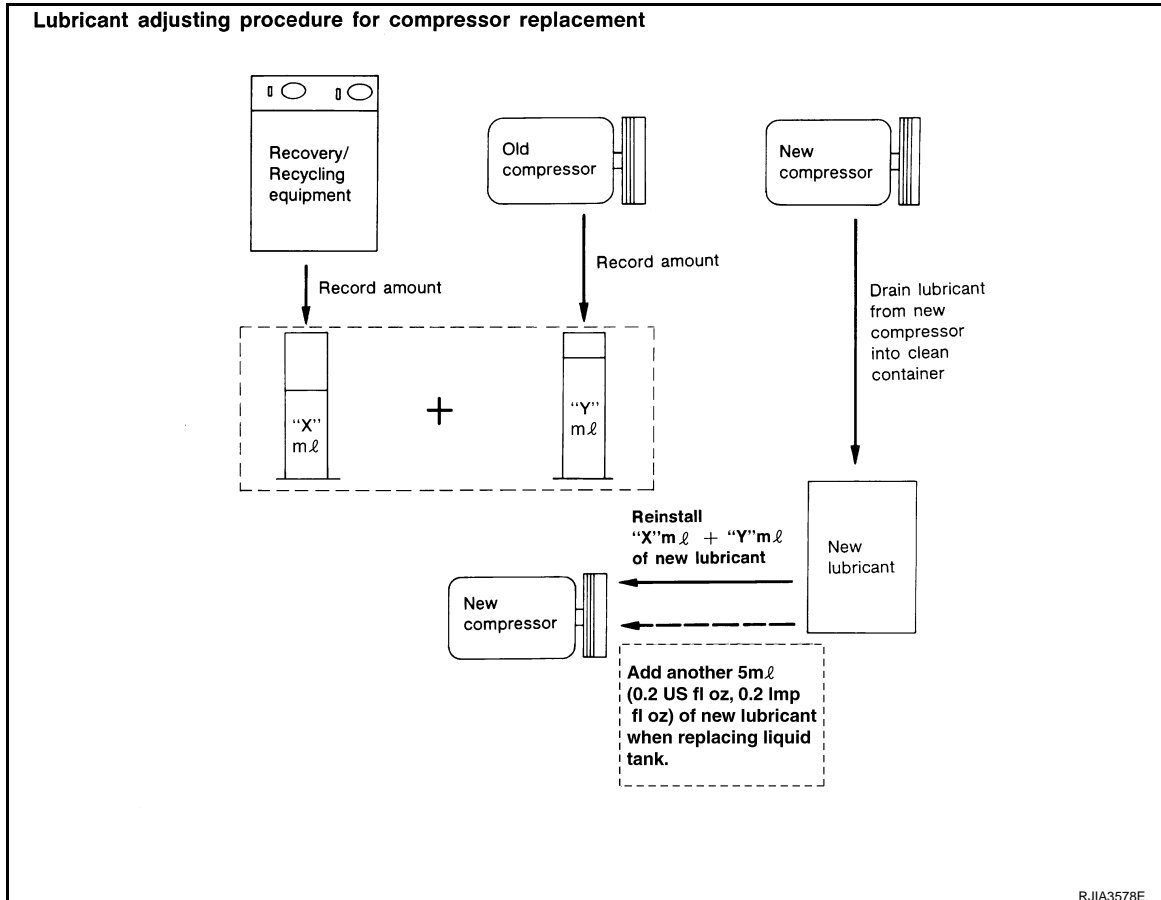 Lubricant adjusting procedure for compressor replacement
Recovery/
Recycling
equipment
Old
compressor
New
compressor
Record amount
Record amount
Drain lubricant
from new
compressor
into clean
container
“X”
mℓ
+
“Y”
mℓ
Reinstall
“X”mℓ + “Y”mℓ
of new lubricant
New
lubricant
New
compressor
Add another 5mℓ
(0.2 US fl oz, 0.2 Imp
fl oz) of new lubricant
when replacing liquid
tank.
RJIA3578E